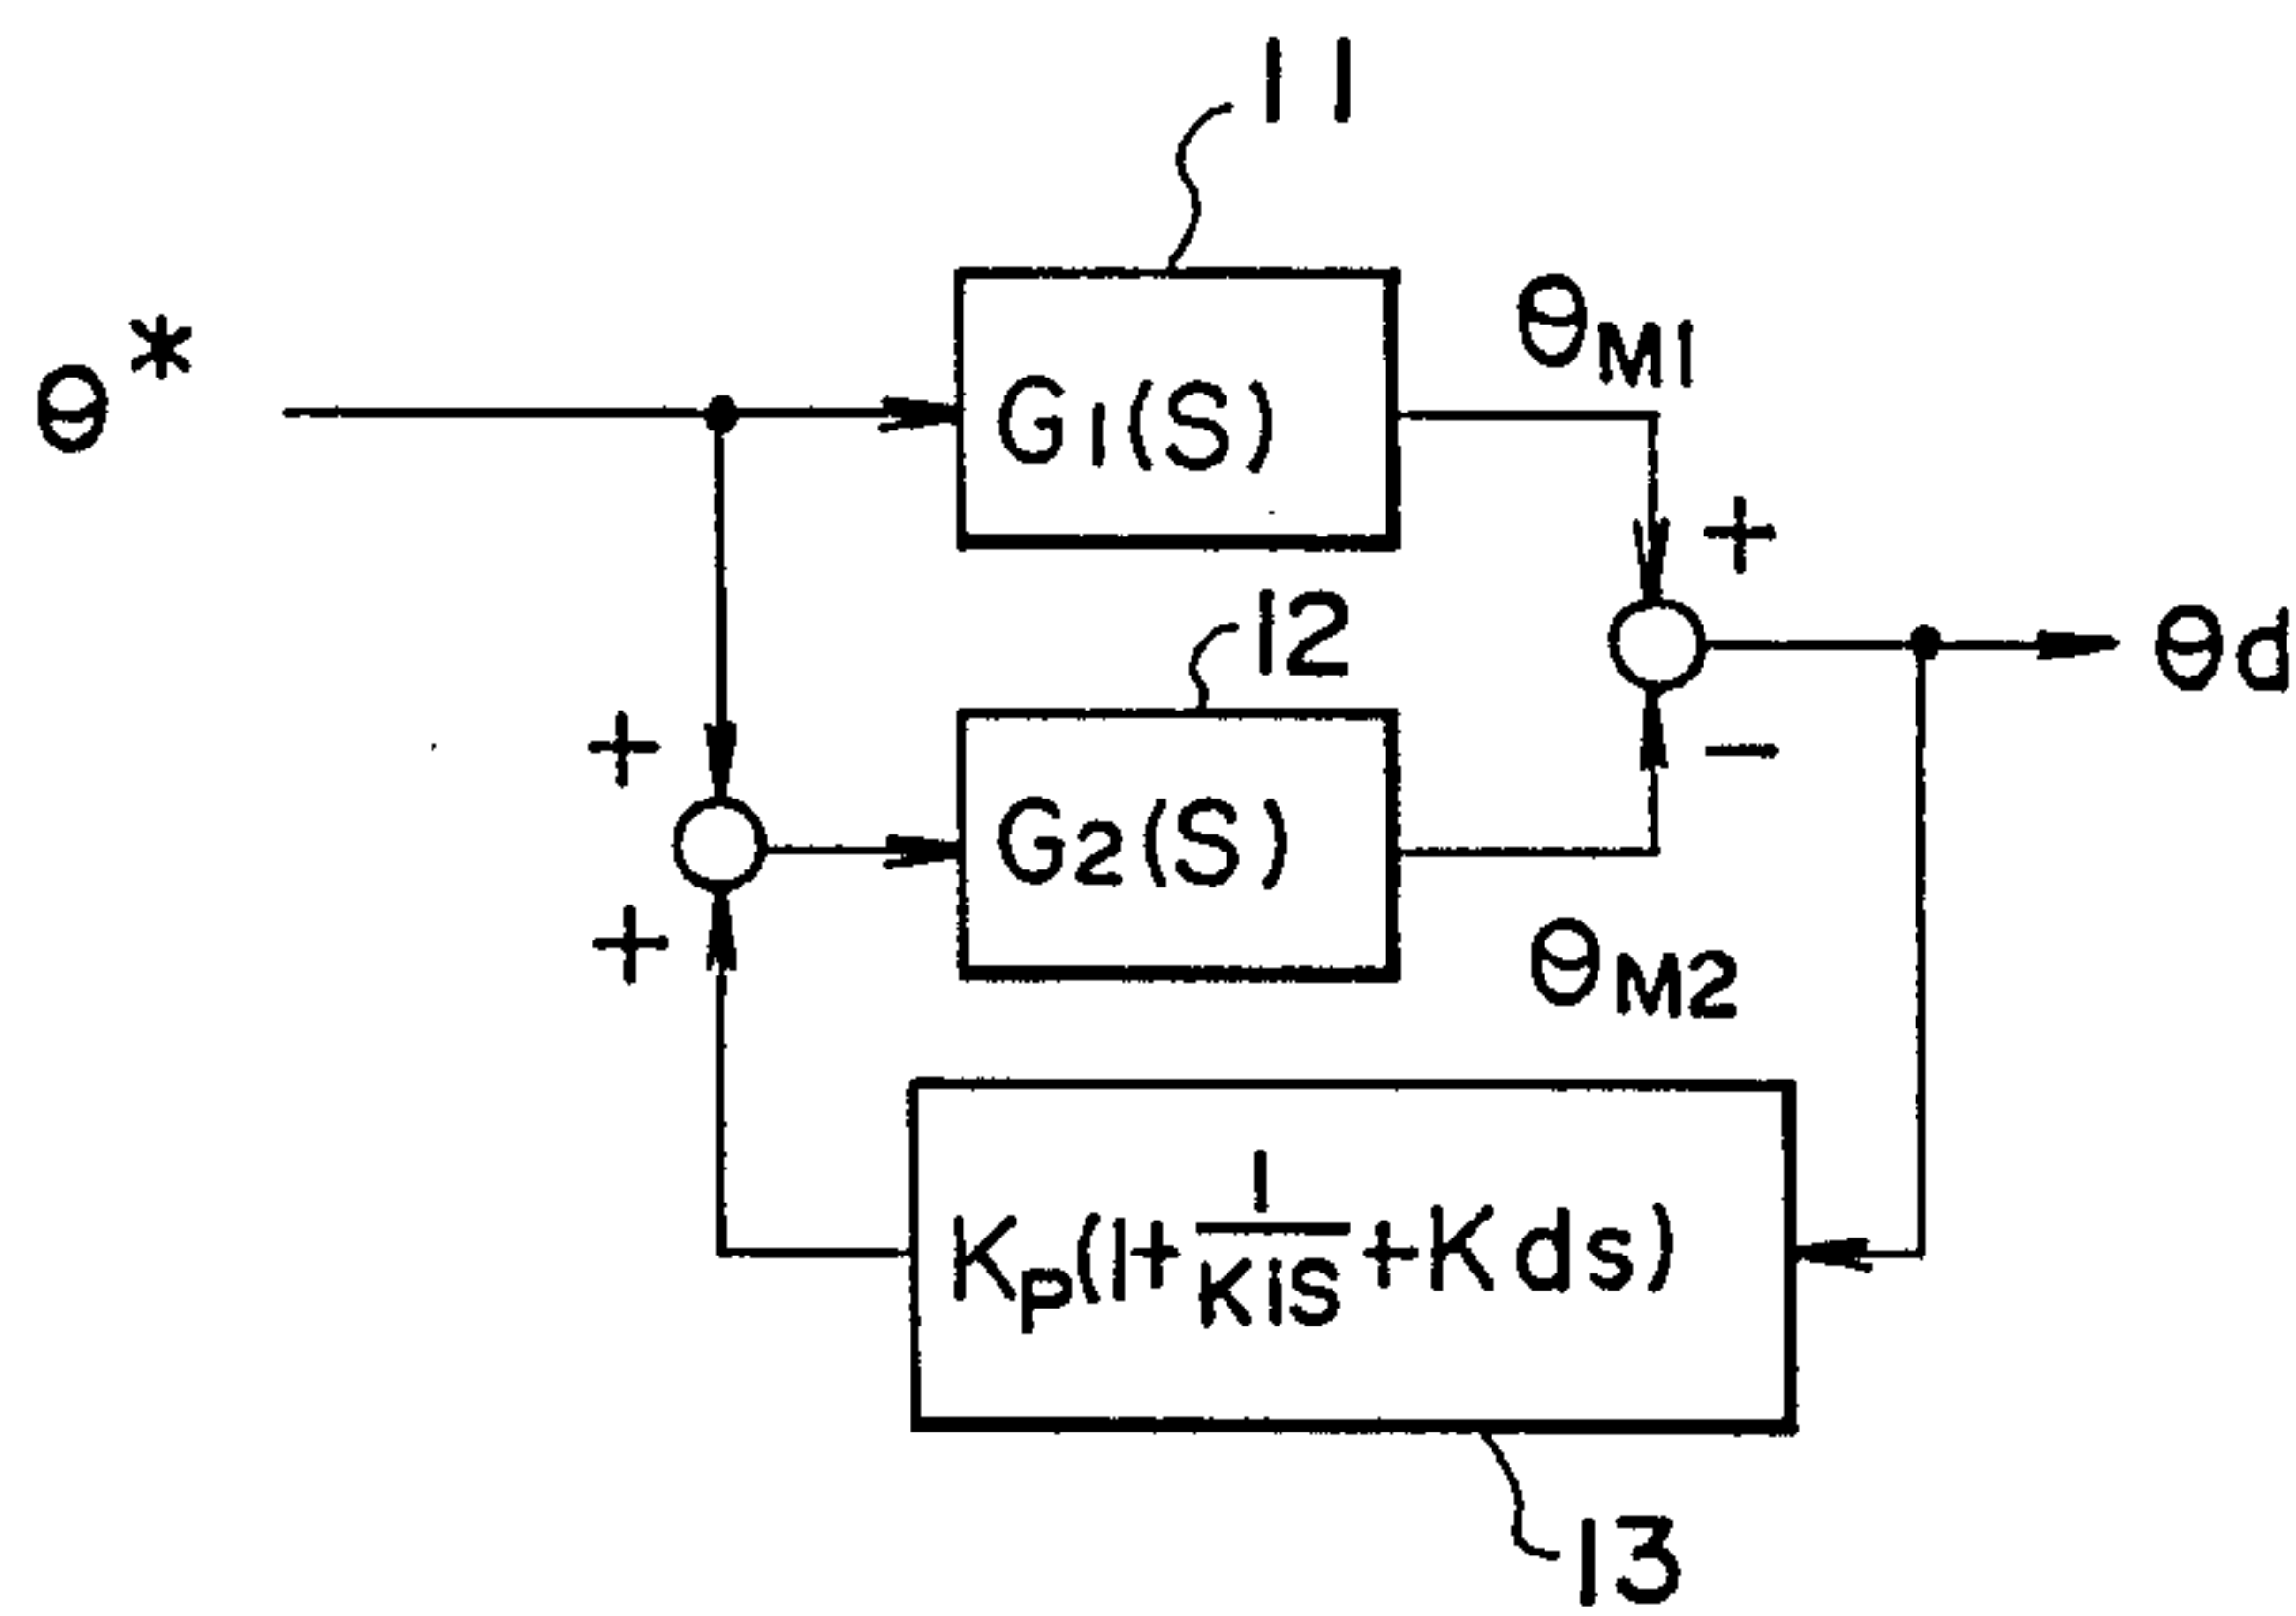 11
θ*
G1(S)
θM1
+
12
θd
+
−
G2(S)
+
θM2
Kp(1+1/Kis+Kds)
13